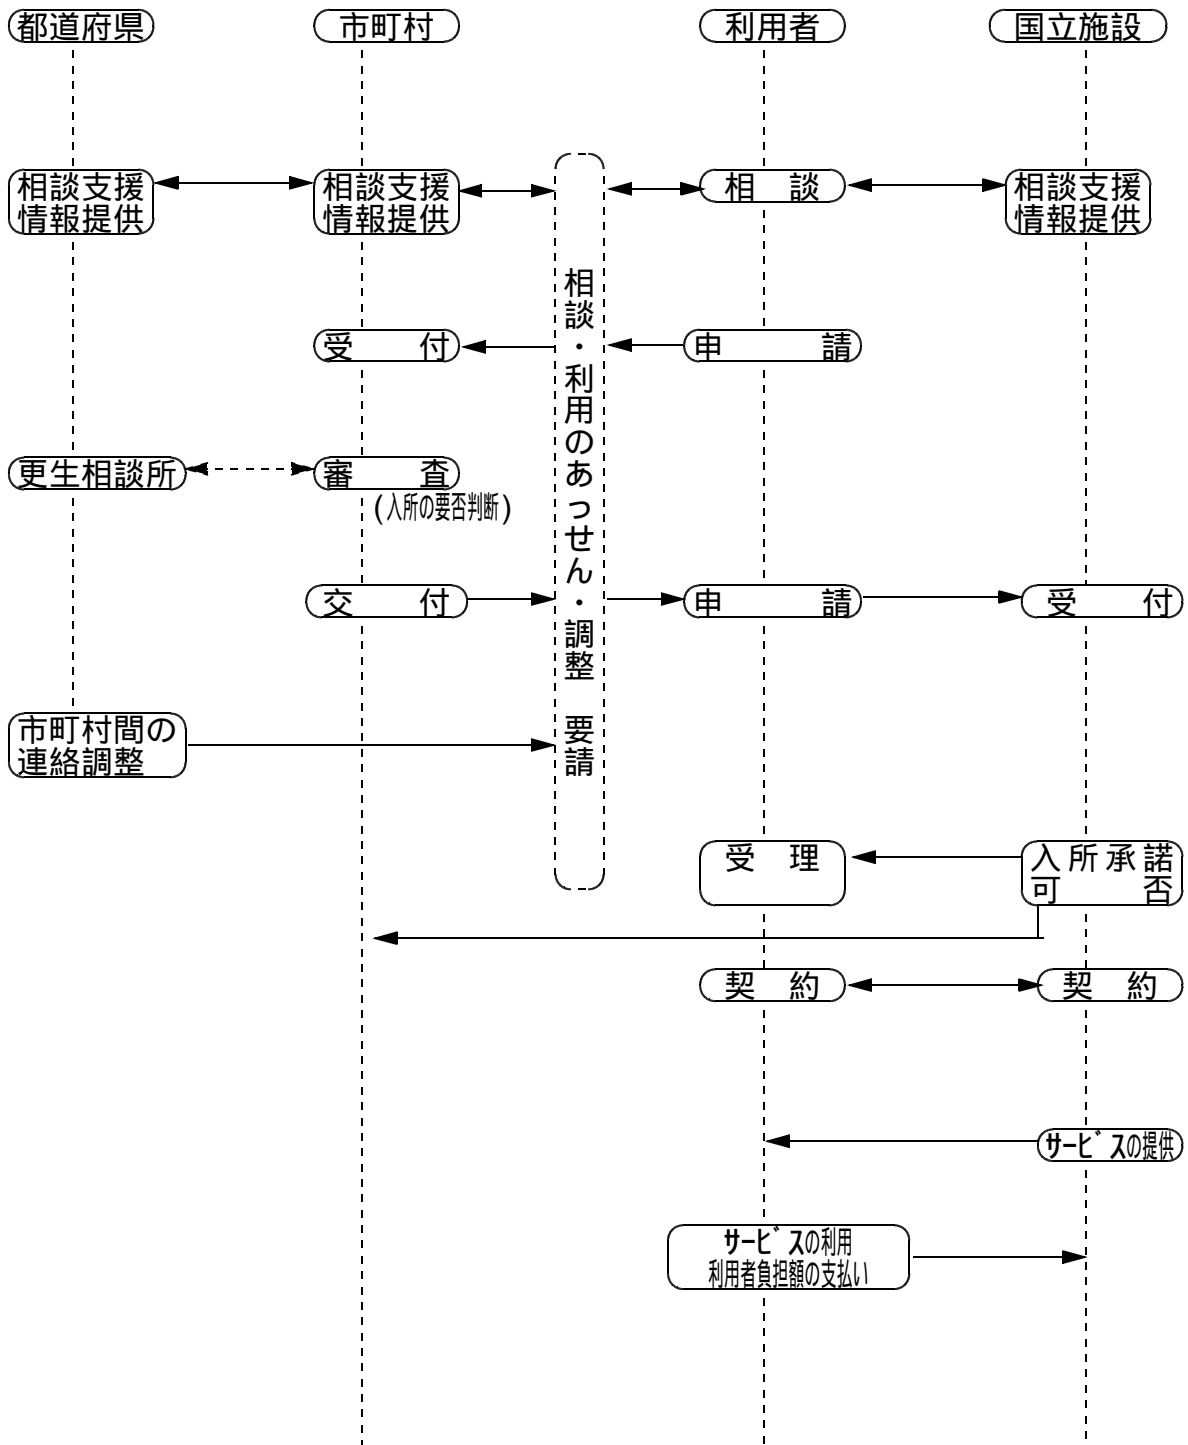 都道府県
市町村
利用者
国立施設
相談支援
情報提供
相談支援
情報提供
相　談
相談支援
情報提供
相談・利用のあっせん・調整　要請
受　　付
申　　　請
更生相談所
審　　査
(入所の要否判断)
交　　付
申　　　請
受　　付
市町村間の
連絡調整
受　理
入所承諾
可　　否
契　約
契　約
サービスの提供
サービスの利用
利用者負担額の支払い